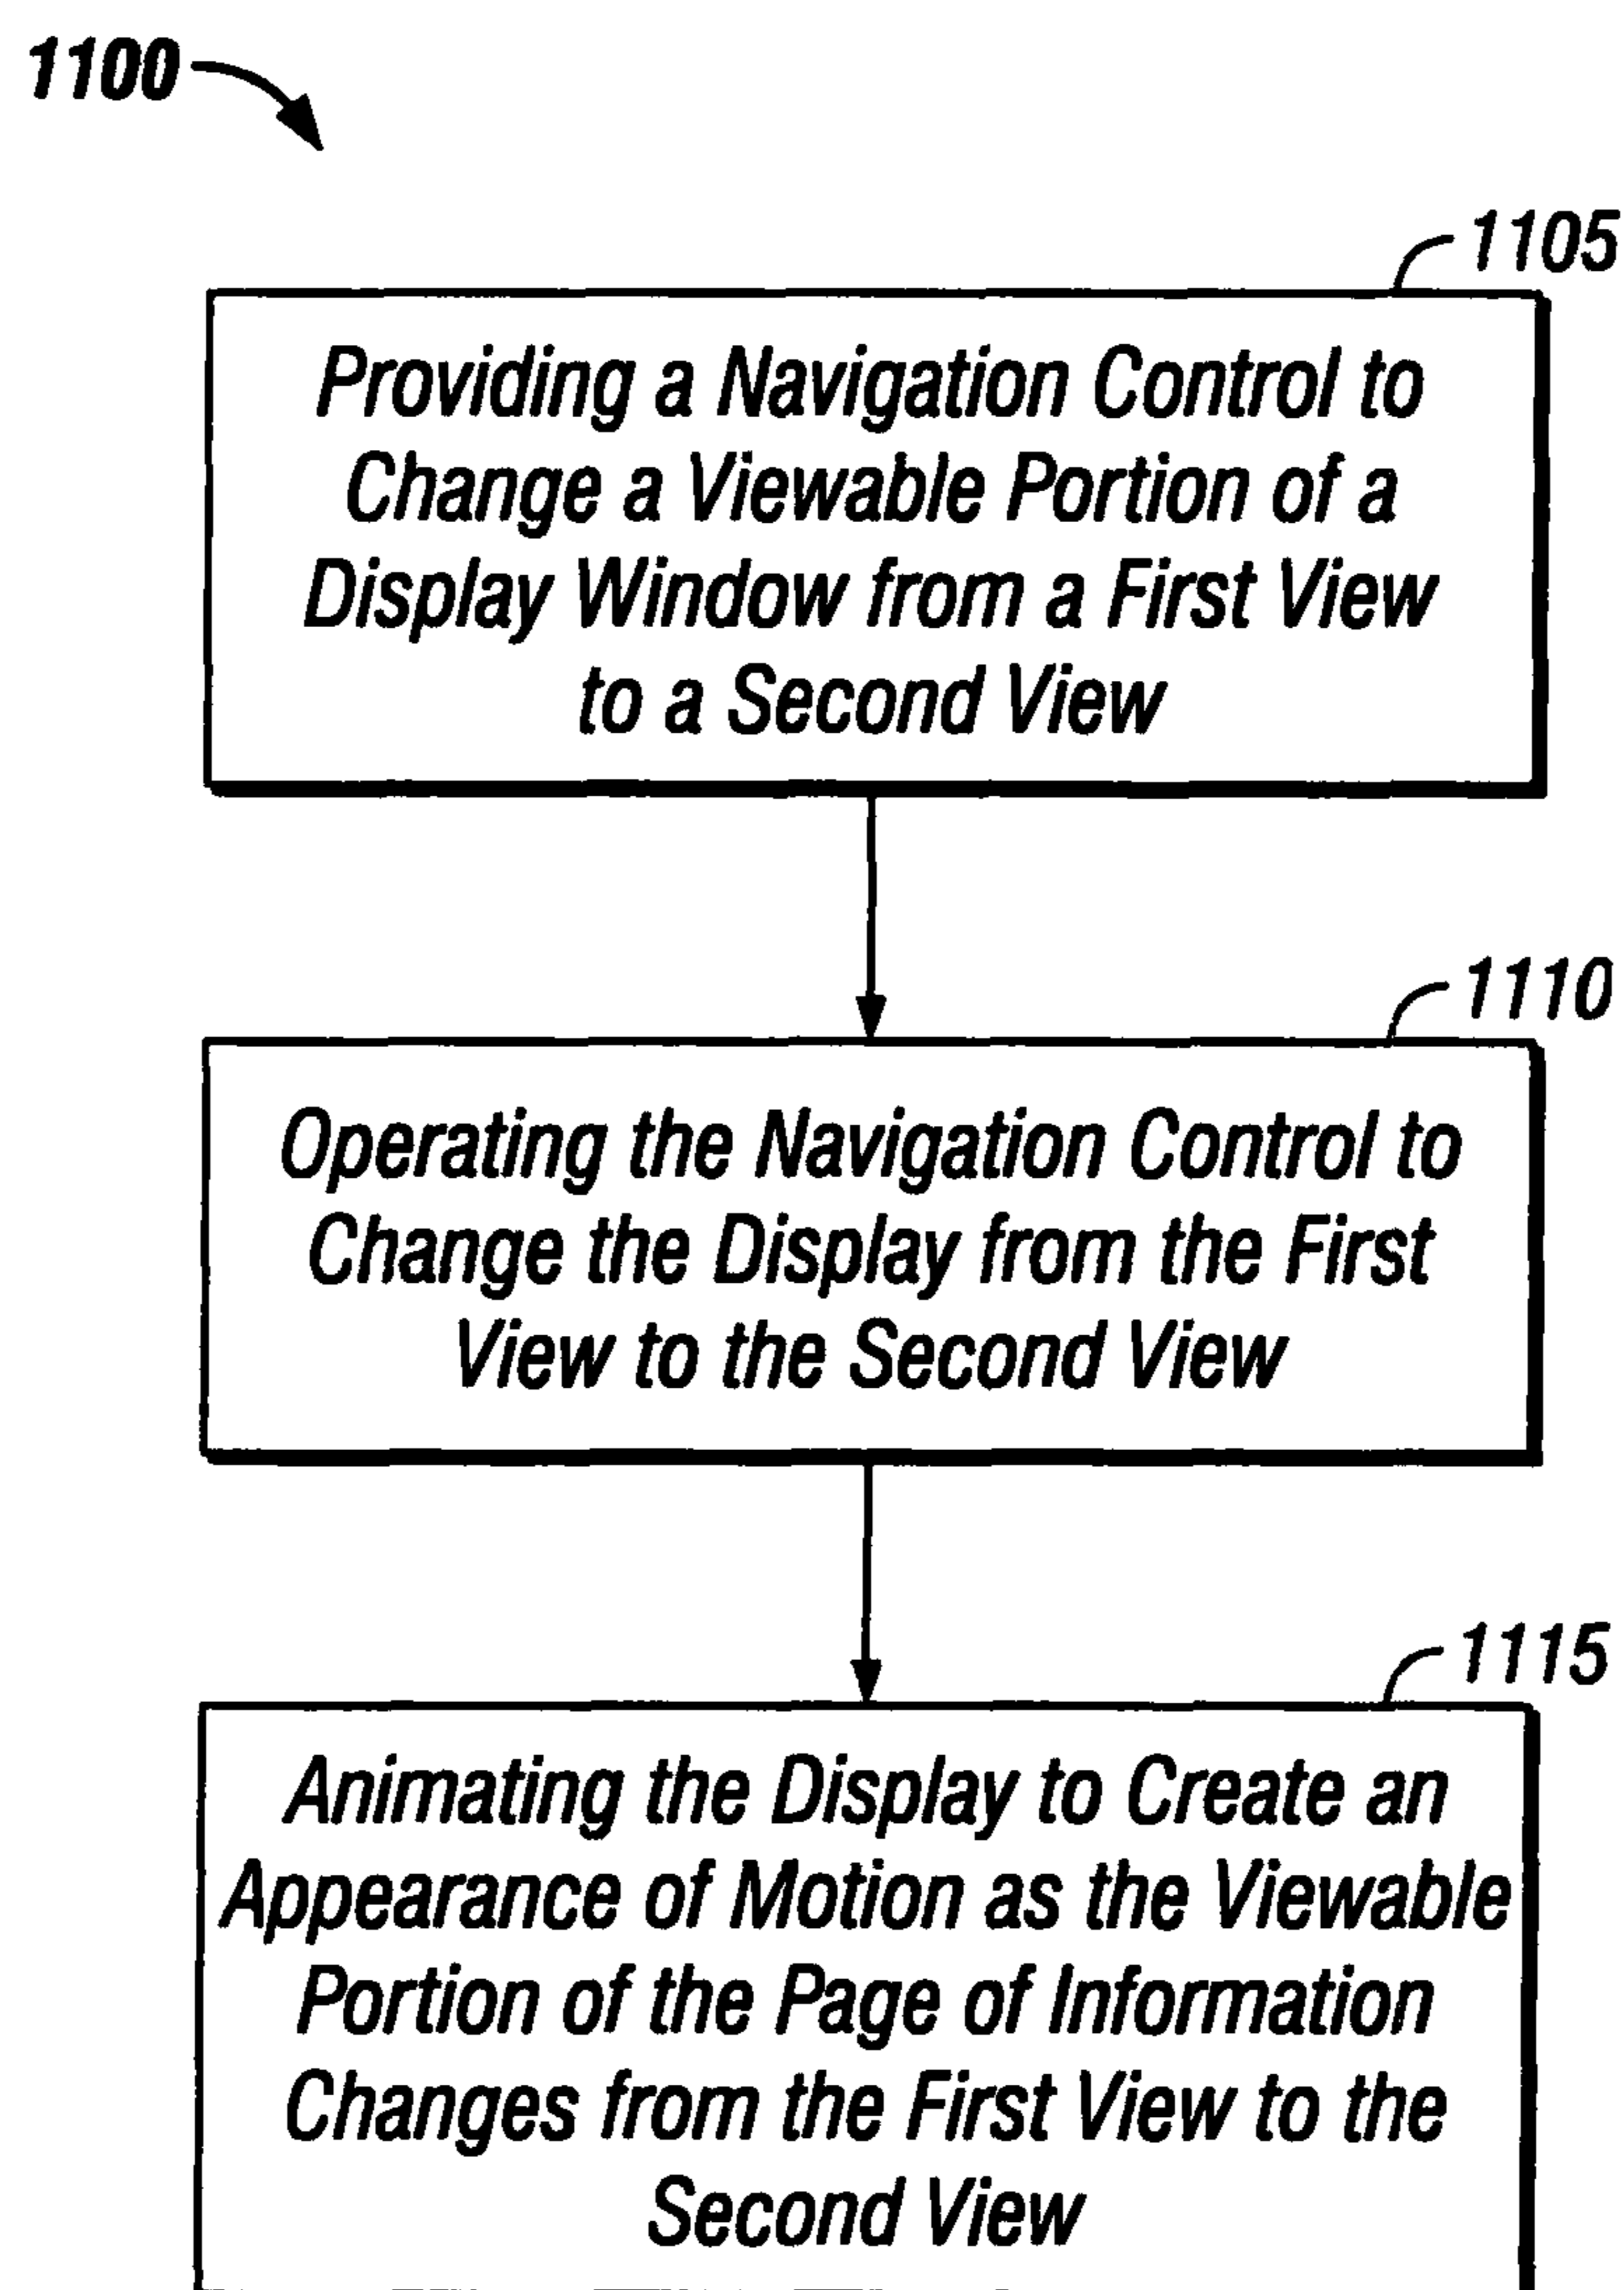 1100
1105
Providing a Navigation Control to
Change a Viewable Portion of a
Display Window from a First View
to a Second View
1110
Operating the Navigation Control to
Change the Display from the First
View to the Second View
1115
Animating the Display to Create an
Appearance of Motion as the Viewable
Portion of the Page of Information
Changes from the First View to the
Second View